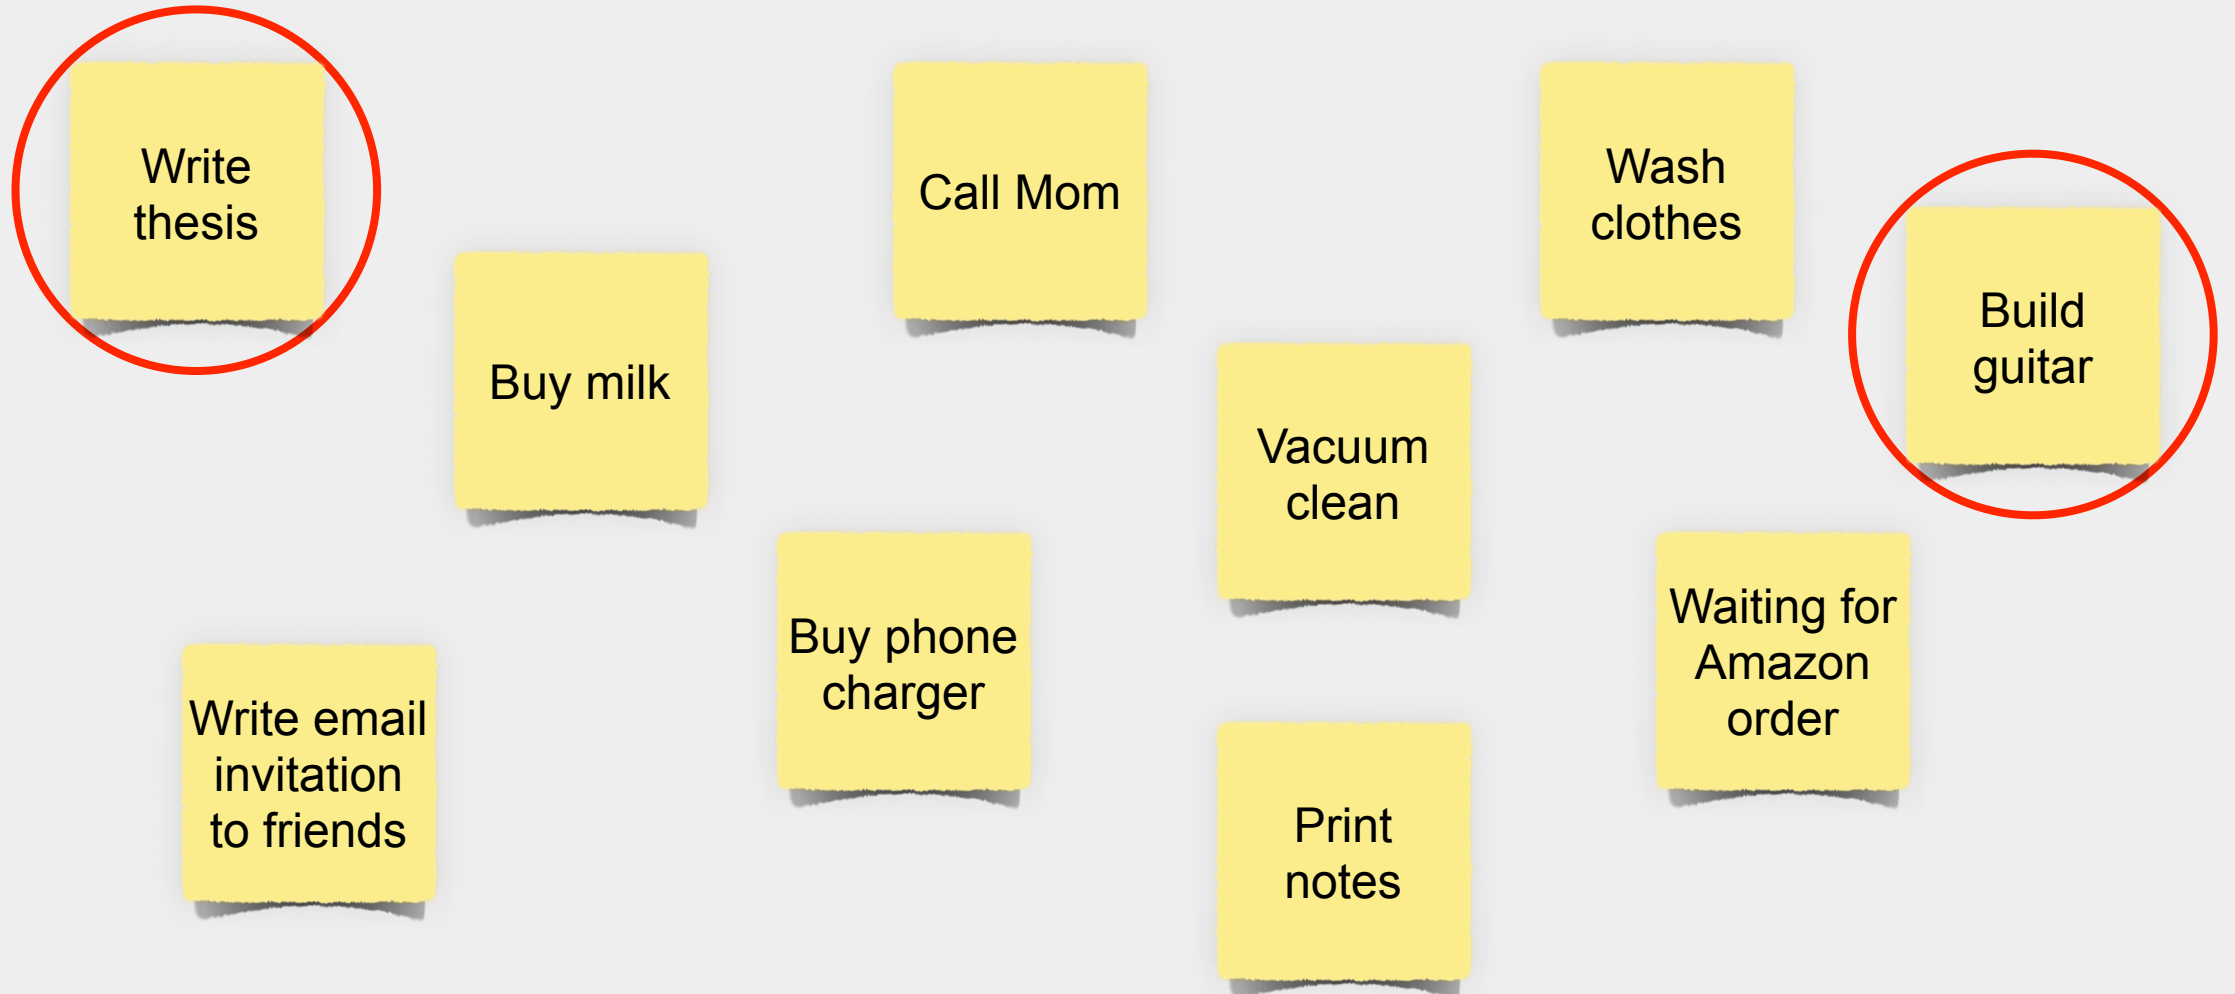 Write
thesis
Call Mom
Wash
clothes
Build
guitar
Buy milk
Vacuum
clean
Buy phone
charger
Waiting for
Amazon
order
Write email
invitation
to friends
Print
notes